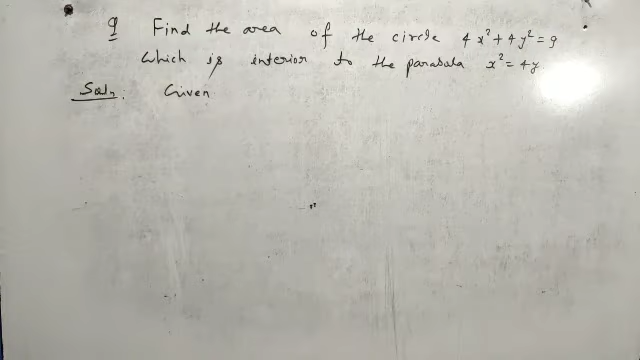 Q Find the area of the circle 4x²+4y²=9
which is interior to the parabola x²=4y
Soln. Given